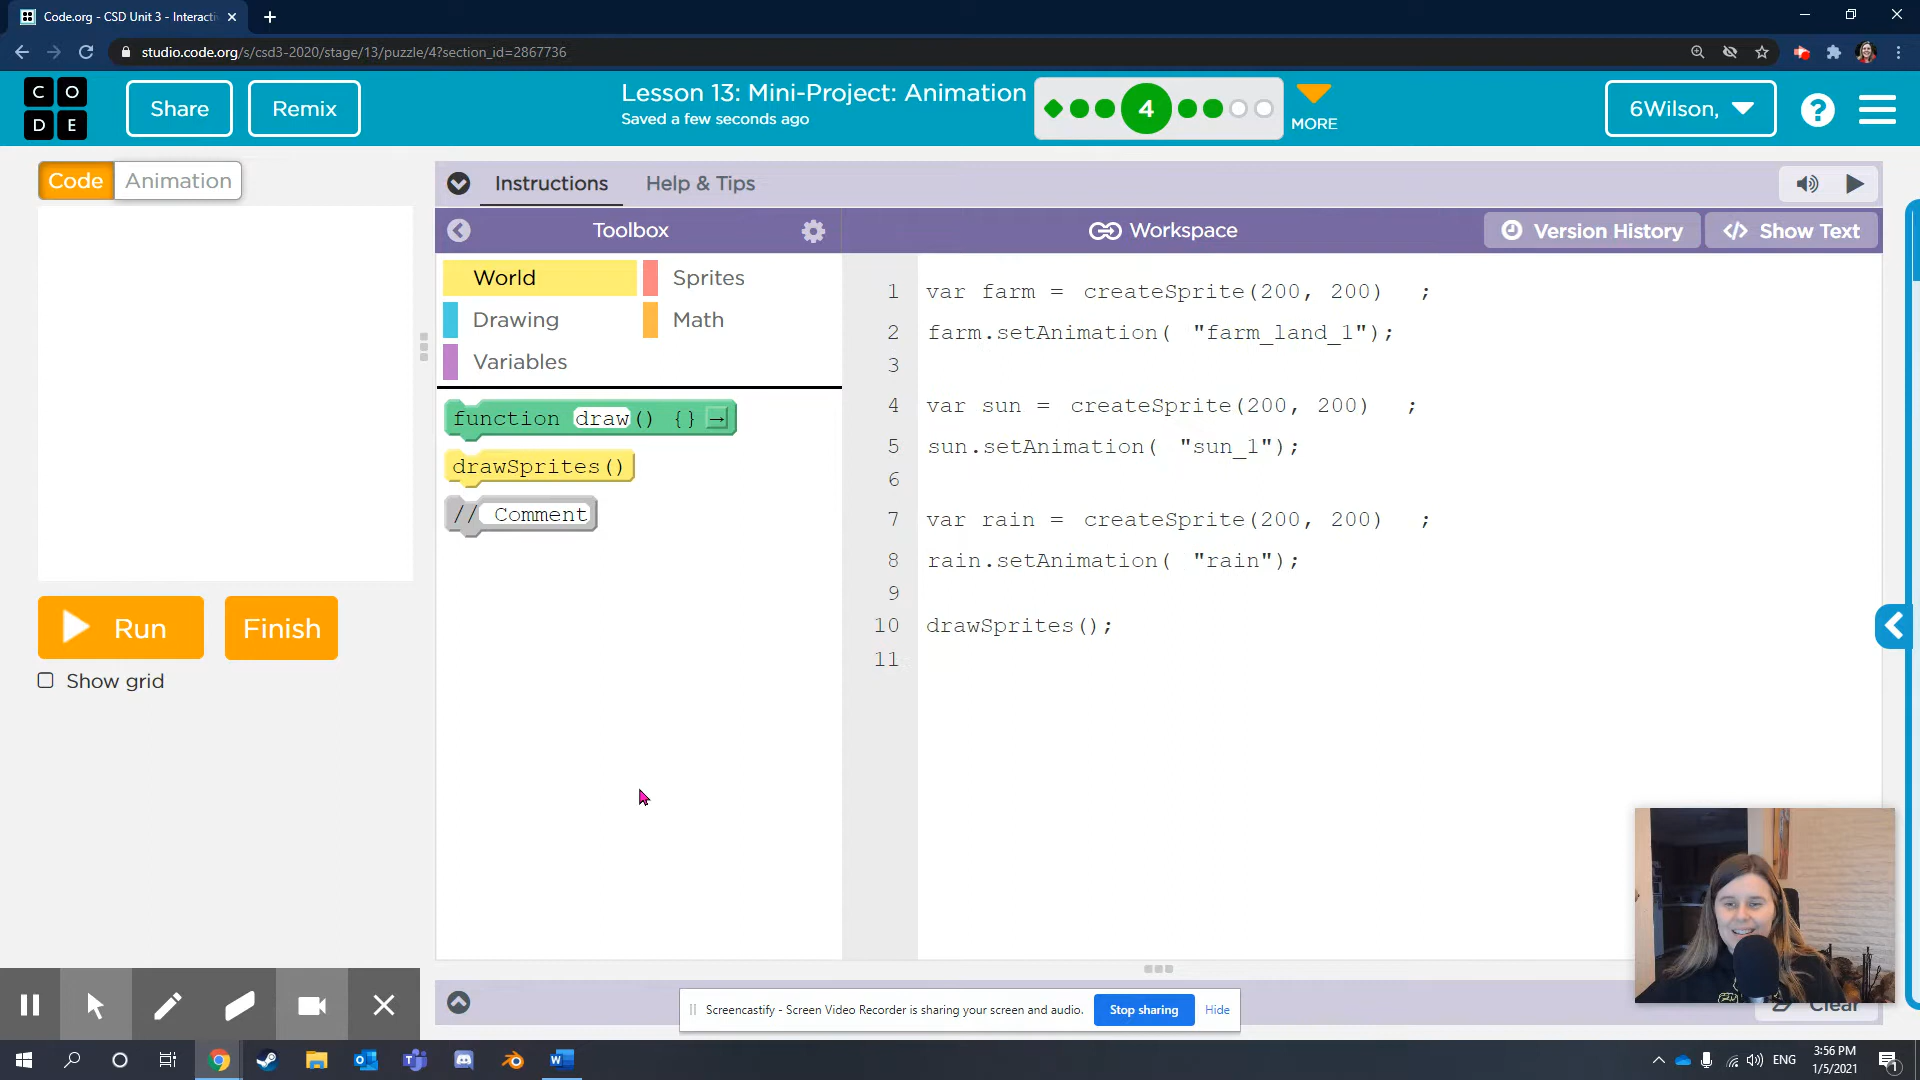 Code.org - CSD Unit 3 - Interacti
studio.code.org/s/csd3-2020/stage/13/puzzle/4?section_id=2867736
C O
D E
Share
Remix
Lesson 13: Mini-Project: Animation
Saved a few seconds ago
4
MORE
6Wilson,
?
Code
Animation
Instructions
Help & Tips
Toolbox
Workspace
Version History
</> Show Text
World
Sprites
Drawing
Math
Variables
function draw() {} →
drawSprites()
// Comment
1 var farm = createSprite(200, 200) ;
2 farm.setAnimation( "farm_land_1");
3
4 var sun = createSprite(200, 200) ;
5 sun.setAnimation( "sun_1");
6
7 var rain = createSprite(200, 200) ;
8 rain.setAnimation( "rain");
9
10 drawSprites();
11
Run
Finish
Show grid
Clear
Screencastify - Screen Video Recorder is sharing your screen and audio.
Stop sharing
Hide
ENG
3:56 PM
1/5/2021
1